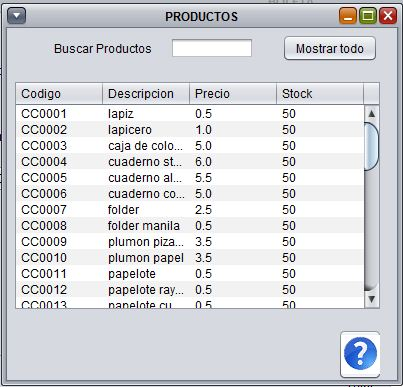 PRODUCTOS
Buscar Productos Mostrar todo
Codigo Descripcion Precio Stock
CC0001 lapiz 0.5 50
CC0002 lapicero 1.0 50
CC0003 caja de colo... 5.0 50
CC0004 cuaderno st... 6.0 50
CC0005 cuaderno al... 5.5 50
CC0006 cuaderno co... 5.0 50
CC0007 folder 2.5 50
CC0008 folder manila 0.5 50
CC0009 plumon piza... 3.5 50
CC0010 plumon papel 3.5 50
CC0011 papelote 0.5 50
CC0012 papelote ray... 0.5 50
CC0013 papelote cu... 0.5 50
?